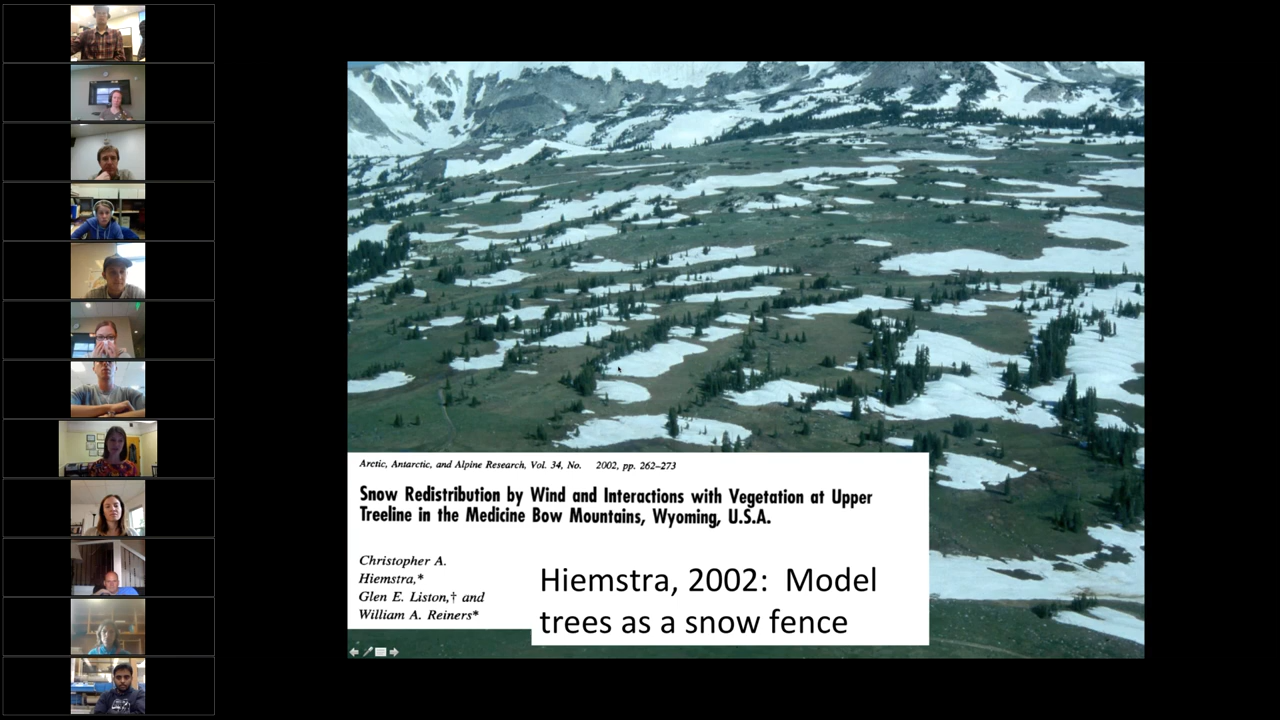 Arctic, Antarctic, and Alpine Research, Vol. 34, No. 2002, pp. 262–273
Snow Redistribution by Wind and Interactions with Vegetation at Upper
Treeline in the Medicine Bow Mountains, Wyoming, U.S.A.
Christopher A.
Hiemstra,*
Glen E. Liston,† and
William A. Reiners*
Hiemstra, 2002: Model
trees as a snow fence